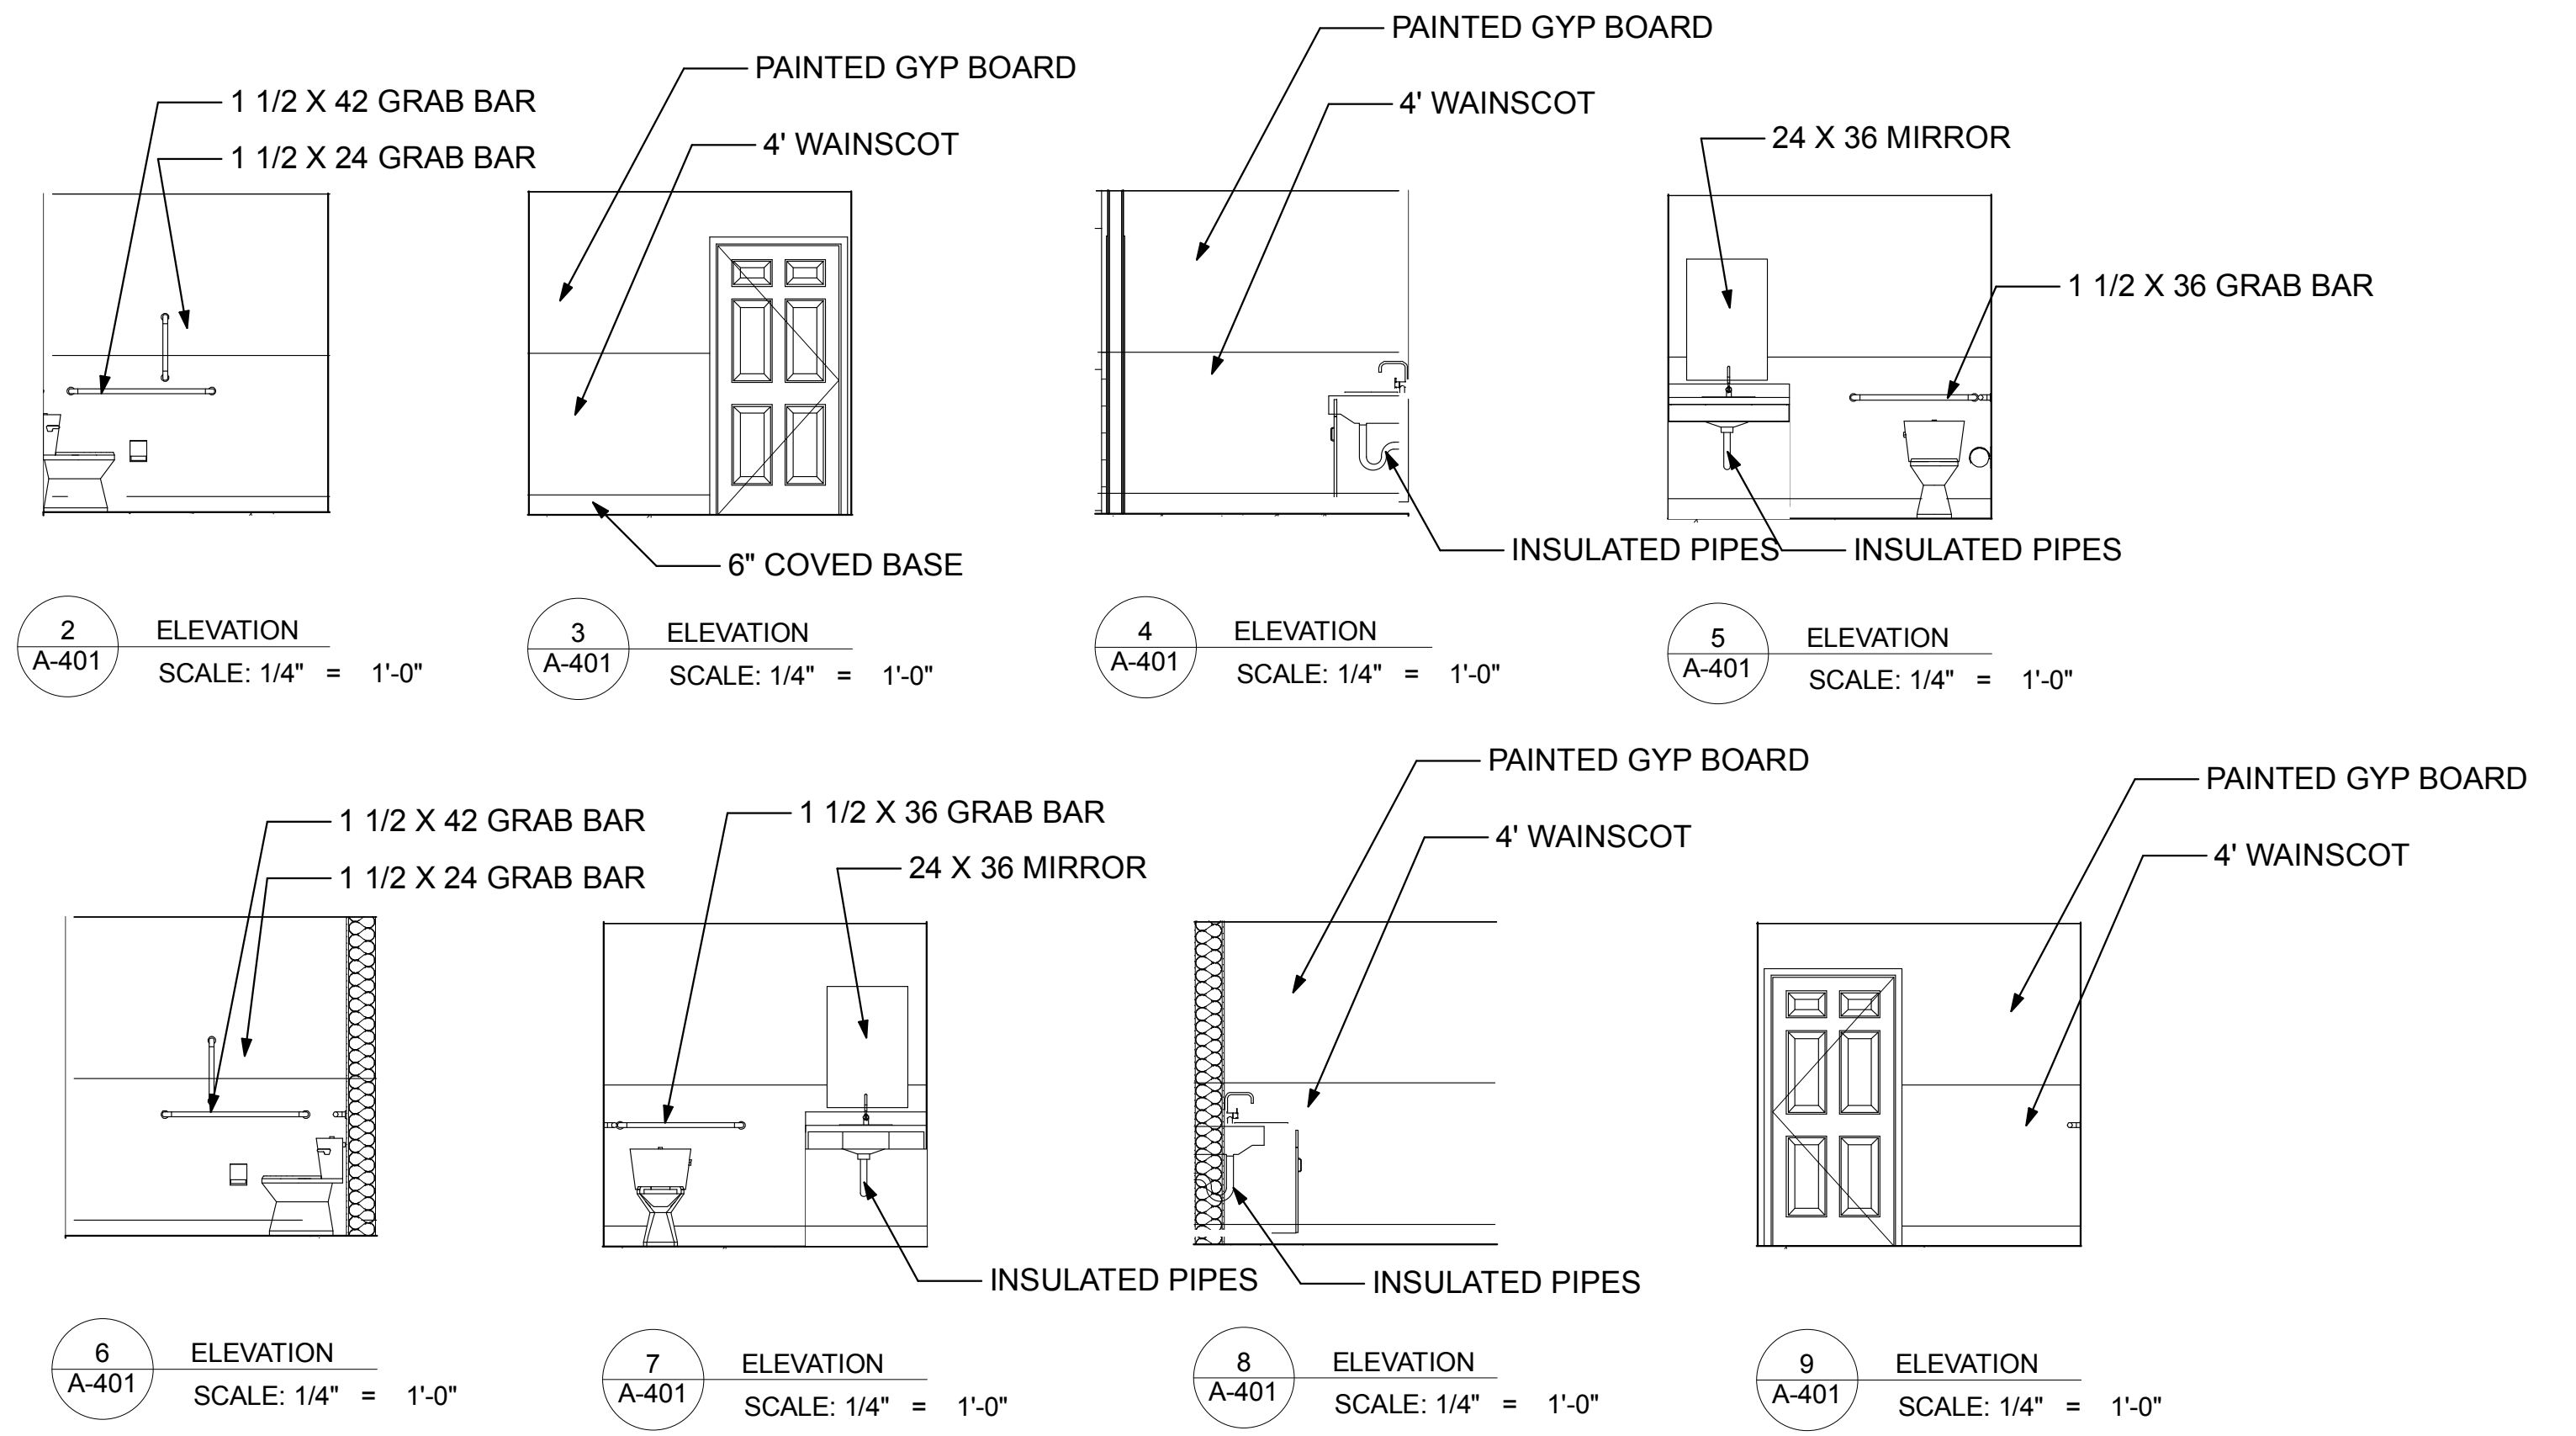 1 1/2 X 42 GRAB BAR
1 1/2 X 24 GRAB BAR
2
A-401
ELEVATION
SCALE: 1/4" = 1'-0"
PAINTED GYP BOARD
4' WAINSCOT
6" COVED BASE
3
A-401
ELEVATION
SCALE: 1/4" = 1'-0"
PAINTED GYP BOARD
4' WAINSCOT
INSULATED PIPES
4
A-401
ELEVATION
SCALE: 1/4" = 1'-0"
24 X 36 MIRROR
1 1/2 X 36 GRAB BAR
INSULATED PIPES
5
A-401
ELEVATION
SCALE: 1/4" = 1'-0"
1 1/2 X 42 GRAB BAR
1 1/2 X 24 GRAB BAR
6
A-401
ELEVATION
SCALE: 1/4" = 1'-0"
1 1/2 X 36 GRAB BAR
24 X 36 MIRROR
INSULATED PIPES
7
A-401
ELEVATION
SCALE: 1/4" = 1'-0"
PAINTED GYP BOARD
4' WAINSCOT
INSULATED PIPES
8
A-401
ELEVATION
SCALE: 1/4" = 1'-0"
PAINTED GYP BOARD
4' WAINSCOT
9
A-401
ELEVATION
SCALE: 1/4" = 1'-0"